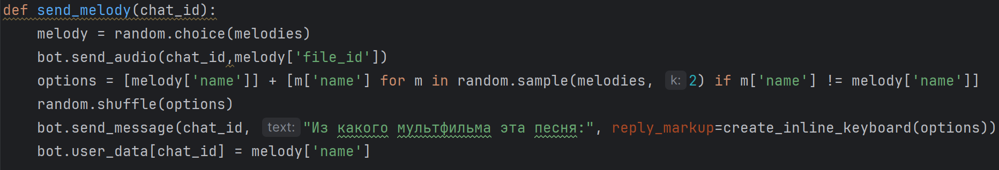 def send_melody(chat_id):
    melody = random.choice(melodies)
    bot.send_audio(chat_id,melody['file_id'])
    options = [melody['name']] + [m['name'] for m in random.sample(melodies, k: 2) if m['name'] != melody['name']]
    random.shuffle(options)
    bot.send_message(chat_id, text: "Из какого мультфильма эта песня:", reply_markup=create_inline_keyboard(options))
    bot.user_data[chat_id] = melody['name']